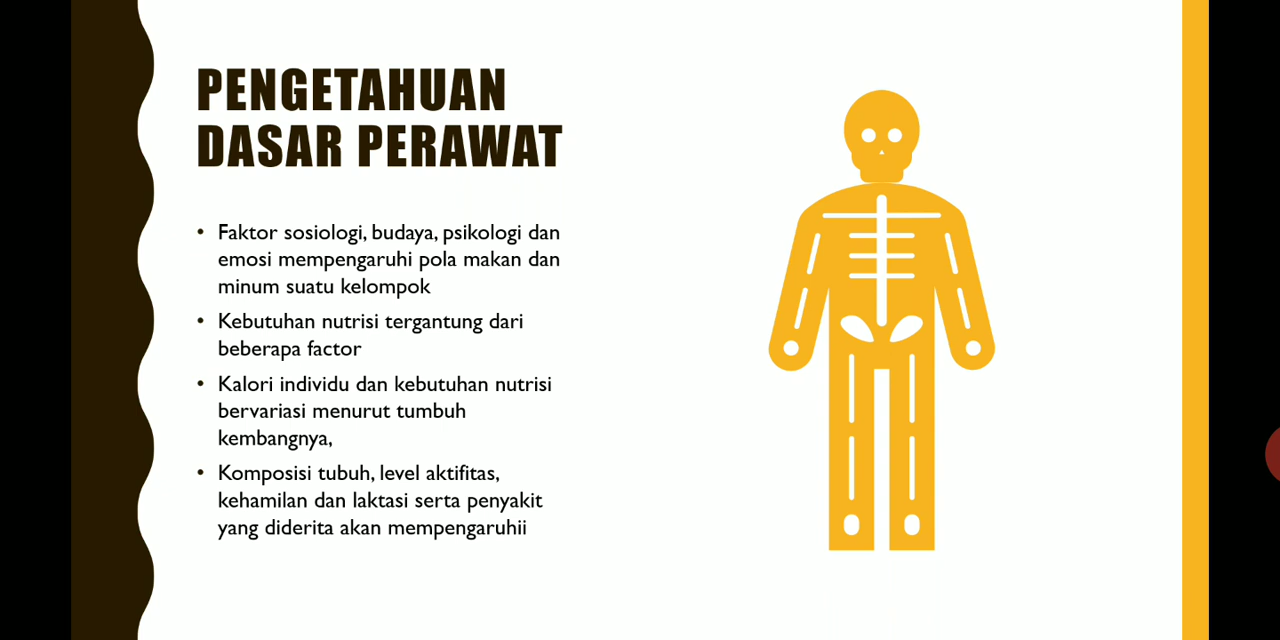 PENGETAHUAN
DASAR PERAWAT
• Faktor sosiologi, budaya, psikologi dan
emosi mempengaruhi pola makan dan
minum suatu kelompok
• Kebutuhan nutrisi tergantung dari
beberapa factor
• Kalori individu dan kebutuhan nutrisi
bervariasi menurut tumbuh
kembangnya,
• Komposisi tubuh, level aktifitas,
kehamilan dan laktasi serta penyakit
yang diderita akan mempengaruhii